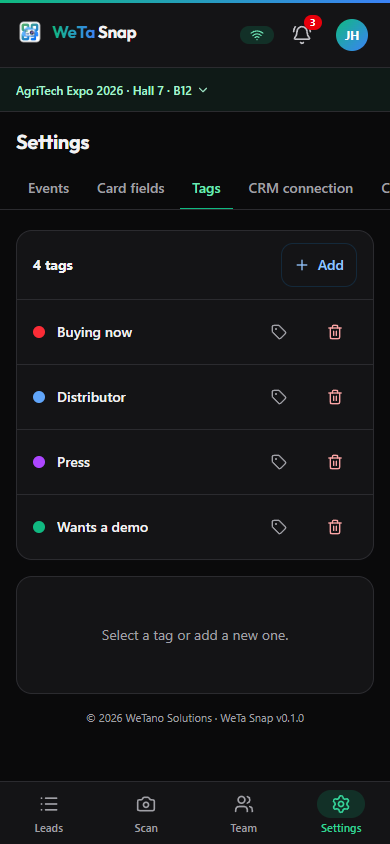 WeTa Snap
3
JH
AgriTech Expo 2026 · Hall 7 · B12
Settings
Events Card fields Tags CRM connection
4 tags
+ Add
Buying now
Distributor
Press
Wants a demo
Select a tag or add a new one.
© 2026 WeTano Solutions · WeTa Snap v0.1.0
Leads Scan Team Settings